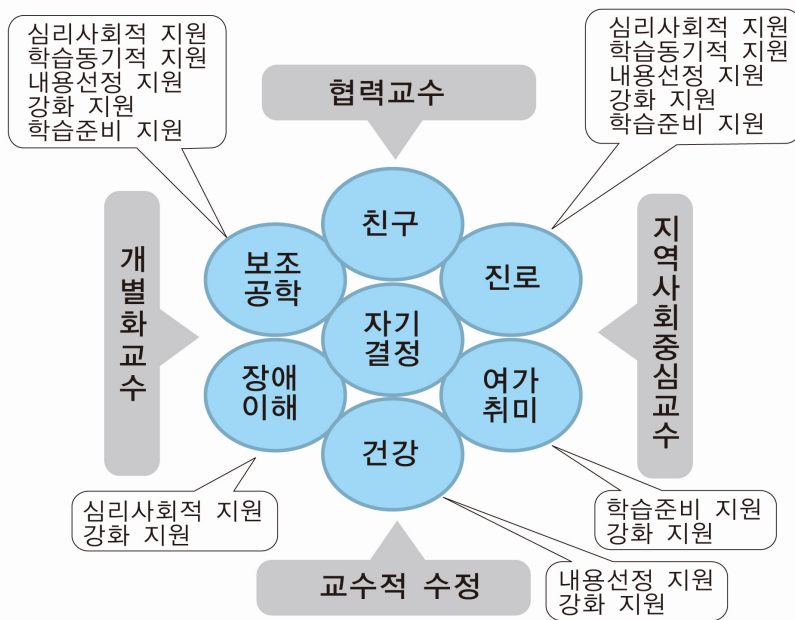 심리사회적 지원
학습동기적 지원
내용선정 지원
강화 지원
학습준비 지원
심리사회적 지원
학습동기적 지원
내용선정 지원
강화 지원
학습준비 지원
협력교수
개별화교수
지역사회중심교수
친구
보조
공학
진로
자기
결정
장애
이해
여가
취미
건강
심리사회적 지원
강화 지원
학습준비 지원
강화 지원
교수적 수정
내용선정 지원
강화 지원